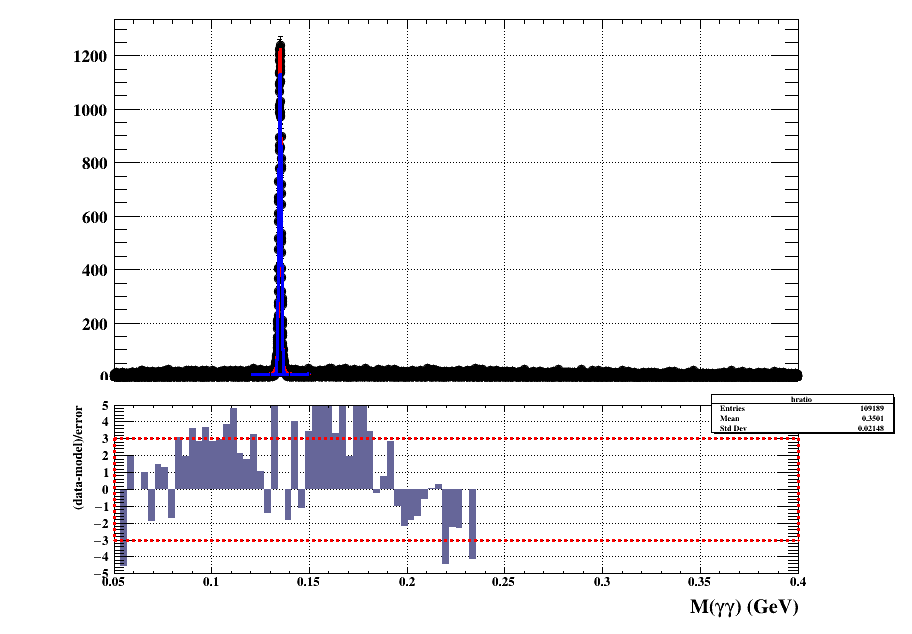 1200
1000
800
600
400
200
0
hratio
Entries 109189
Mean 0.3501
Std Dev 0.02148
(data-model)/error
5
4
3
2
1
0
−1
−2
−3
−4
−5
0.05 0.1 0.15 0.2 0.25 0.3 0.35 0.4
M(γγ) (GeV)